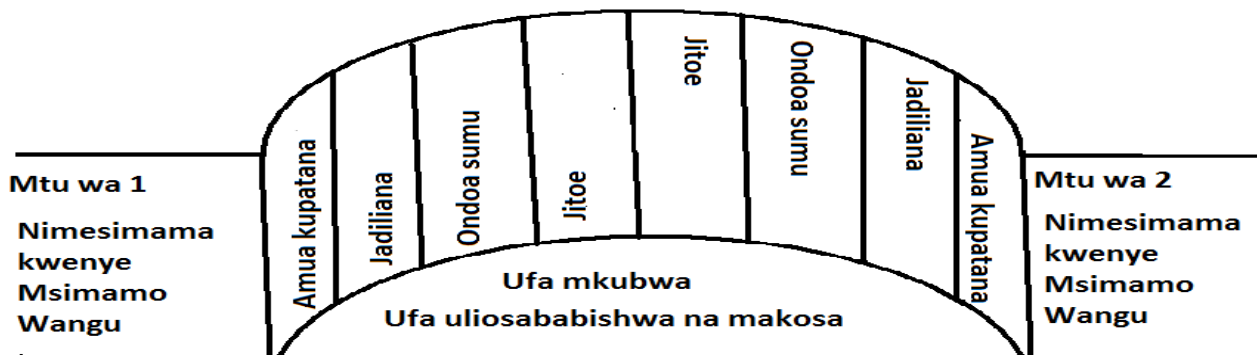 Amua kupatana
Jadiliana
Ondoa sumu
Jitoe
Jitoe
Ondoa sumu
Jadiliana
Amua kupatana
Mtu wa 1
Nimesimama
kwenye
Msimamo
Wangu
Ufa mkubwa
Ufa uliosababishwa na makosa
Mtu wa 2
Nimesimama
kwenye
Msimamo
Wangu